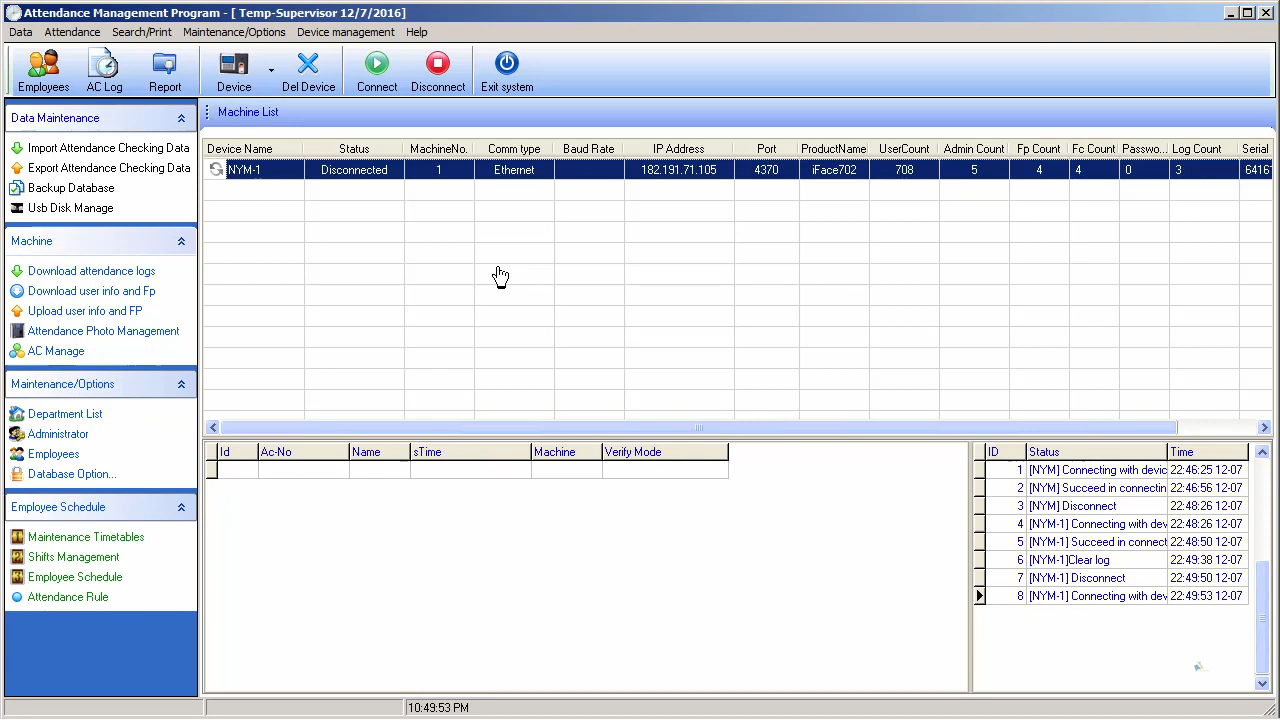 Attendance Management Program - [ Temp-Supervisor 12/7/2016]
Data Attendance Search/Print Maintenance/Options Device management Help
Employees AC Log Report Device Del Device Connect Disconnect Exit system
Data Maintenance
Import Attendance Checking Data
Export Attendance Checking Data
Backup Database
Usb Disk Manage
Machine
Download attendance logs
Download user info and Fp
Upload user info and FP
Attendance Photo Management
AC Manage
Maintenance/Options
Department List
Administrator
Employees
Database Option...
Employee Schedule
Maintenance Timetables
Shifts Management
Employee Schedule
Attendance Rule
Machine List
Device Name Status MachineNo. Comm type Baud Rate IP Address Port ProductName UserCount Admin Count Fp Count Fc Count Passwo... Log Count Serial
NYM-1 Disconnected 1 Ethernet 182.191.71.105 4370 iFace702 708 5 4 4 0 3 6416
Id Ac-No Name sTime Machine Verify Mode
ID Status Time
1 [NYM] Connecting with devic 22:46:25 12-07
2 [NYM] Succeed in connectin 22:46:56 12-07
3 [NYM] Disconnect 22:48:26 12-07
4 [NYM-1] Connecting with dev 22:48:26 12-07
5 [NYM-1] Succeed in connect 22:48:50 12-07
6 [NYM-1]Clear log 22:49:38 12-07
7 [NYM-1] Disconnect 22:49:50 12-07
8 [NYM-1] Connecting with dev 22:49:53 12-07
10:49:53 PM